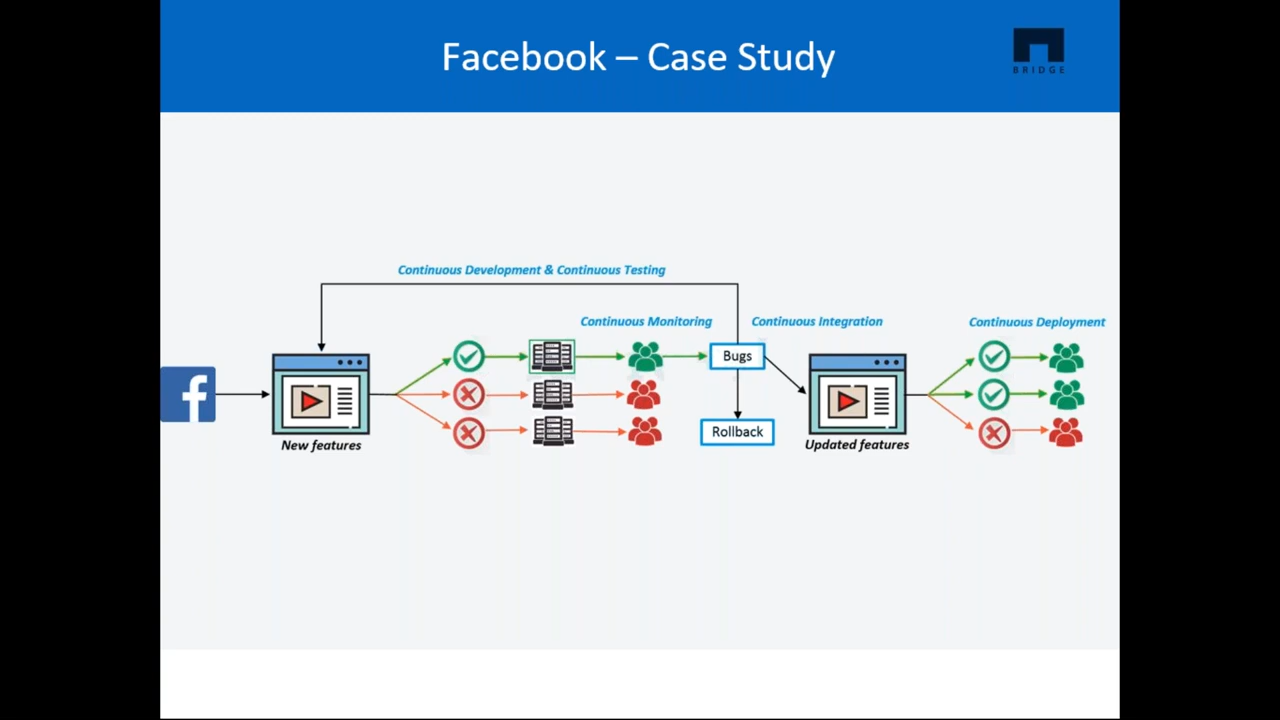 Facebook – Case Study
BRIDGE
Continuous Development & Continuous Testing
Continuous Monitoring
Continuous Integration
Continuous Deployment
Bugs
Rollback
New features
Updated features